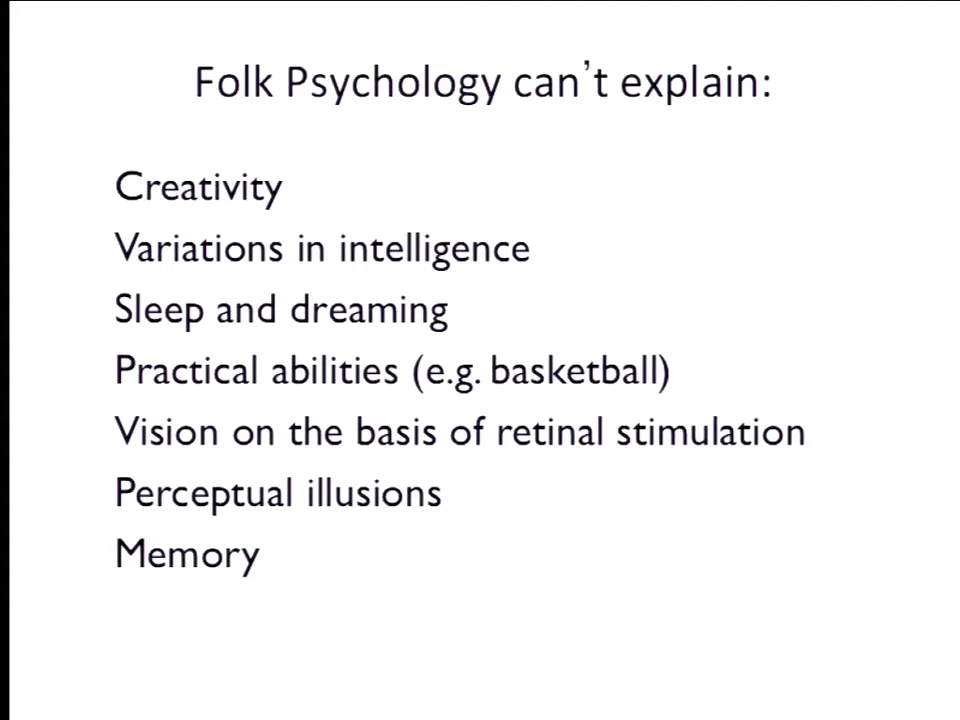 Folk Psychology can’t explain:
Creativity
Variations in intelligence
Sleep and dreaming
Practical abilities (e.g. basketball)
Vision on the basis of retinal stimulation
Perceptual illusions
Memory